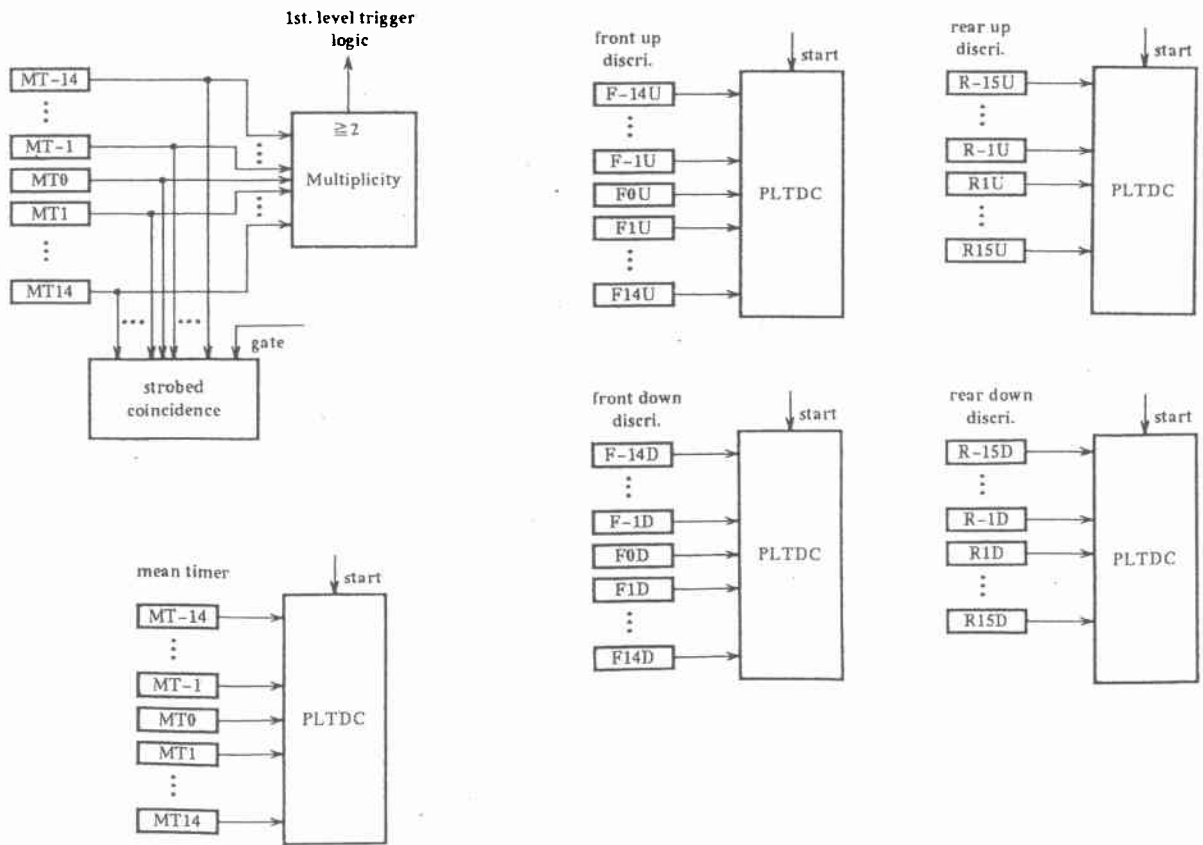 1st. level trigger
logic
MT-14
MT-1
MT0
MT1
MT14
≧2
Multiplicity
gate
strobed
coincidence
front up
discri.
start
F-14U
F-1U
F0U
F1U
F14U
PLTDC
rear up
discri.
start
R-15U
R-1U
R1U
R15U
PLTDC
front down
discri.
start
F-14D
F-1D
F0D
F1D
F14D
PLTDC
rear down
discri.
start
R-15D
R-1D
R1D
R15D
PLTDC
mean timer
start
MT-14
MT-1
MT0
MT1
MT14
PLTDC